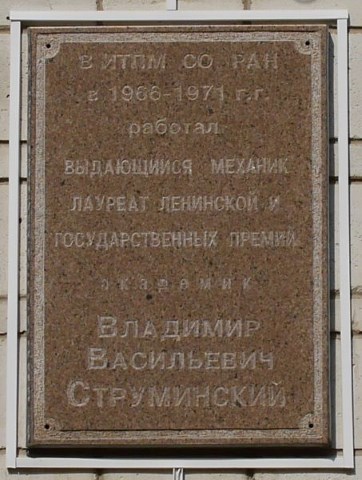 В ИТПМ СО РАН
в 1966-1971 г.г.
работал
ВЫДАЮЩИЙСЯ МЕХАНИК
ЛАУРЕАТ ЛЕНИНСКОЙ И
ГОСУДАРСТВЕННЫХ ПРЕМИЙ
академик
ВЛАДИМИР
ВАСИЛЬЕВИЧ
СТРУМИНСКИЙ